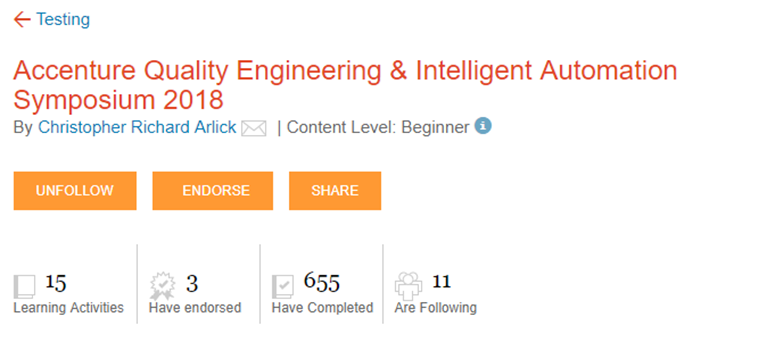 Testing
Accenture Quality Engineering & Intelligent Automation
Symposium 2018
By Christopher Richard Arlick | Content Level: Beginner i
UNFOLLOW ENDORSE SHARE
15 3 655 11
Learning Activities Have endorsed Have Completed Are Following